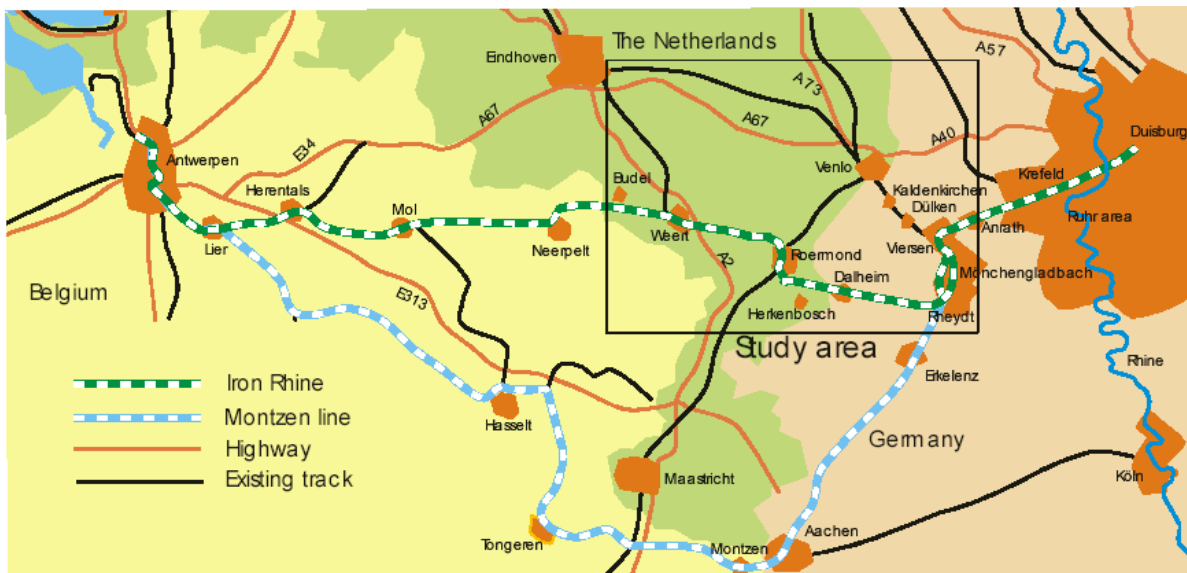 The Netherlands
Eindhoven
A57
A73
A67
A67
A40
Duisburg
Antwerpen
E34
Herentals
Mol
Lier
Neerpelt
Budel
Weert
Venlo
Kaldenkirchen
Dülken
Krefeld
Anrath
Ruhr area
Viersen
A2
Roermond
Dalheim
Mönchengladbach
Herkenbosch
Rheydt
Belgium
E313
Study area
Erkelenz
Rhine
Iron Rhine
Montzen line
Highway
Existing track
Hasselt
Germany
Maastricht
Köln
Tongeren
Montzen
Aachen